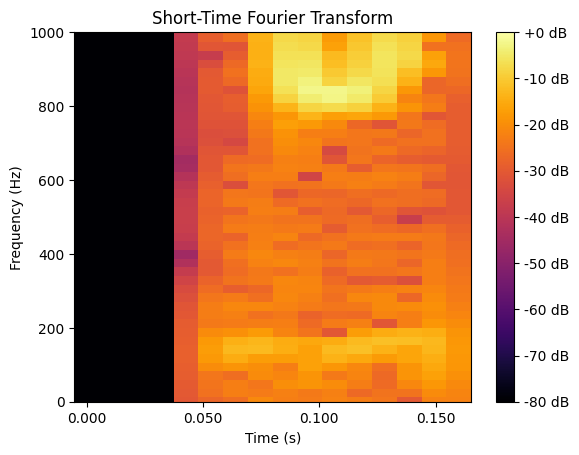 Short-Time Fourier Transform
1000
800
600
400
200
0
Frequency (Hz)
0.000
0.050
0.100
0.150
Time (s)
+0 dB
-10 dB
-20 dB
-30 dB
-40 dB
-50 dB
-60 dB
-70 dB
-80 dB